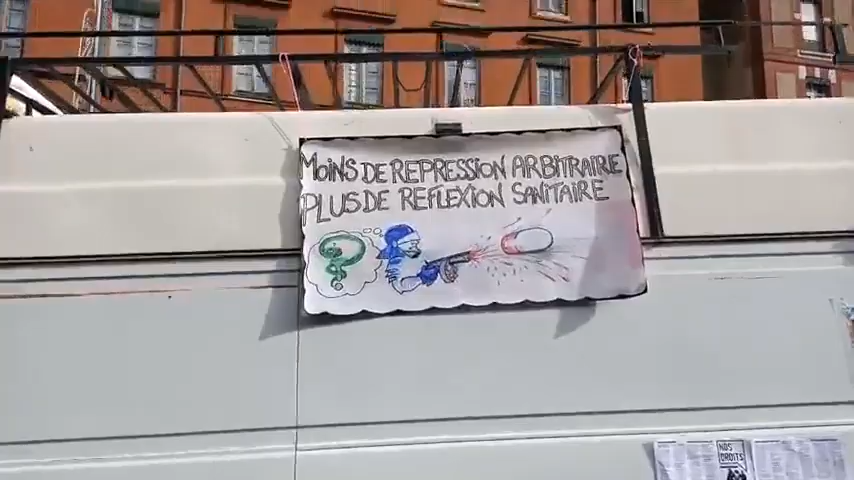 MOINS DE REPRESSION ARBITRAIRE
PLUS DE REFLEXION SANITAIRE
NOS
DROITS